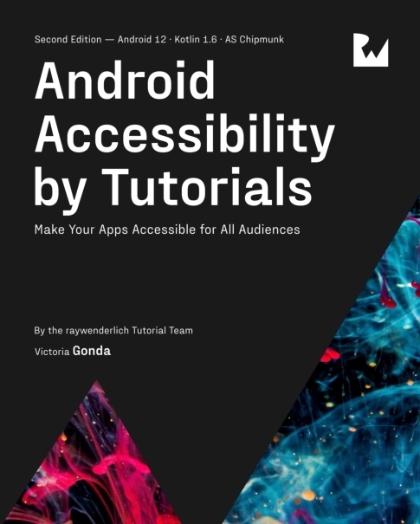 Second Edition — Android 12 · Kotlin 1.6 · AS Chipmunk
Android
Accessibility
by Tutorials
Make Your Apps Accessible for All Audiences
By the raywenderlich Tutorial Team
Victoria Gonda